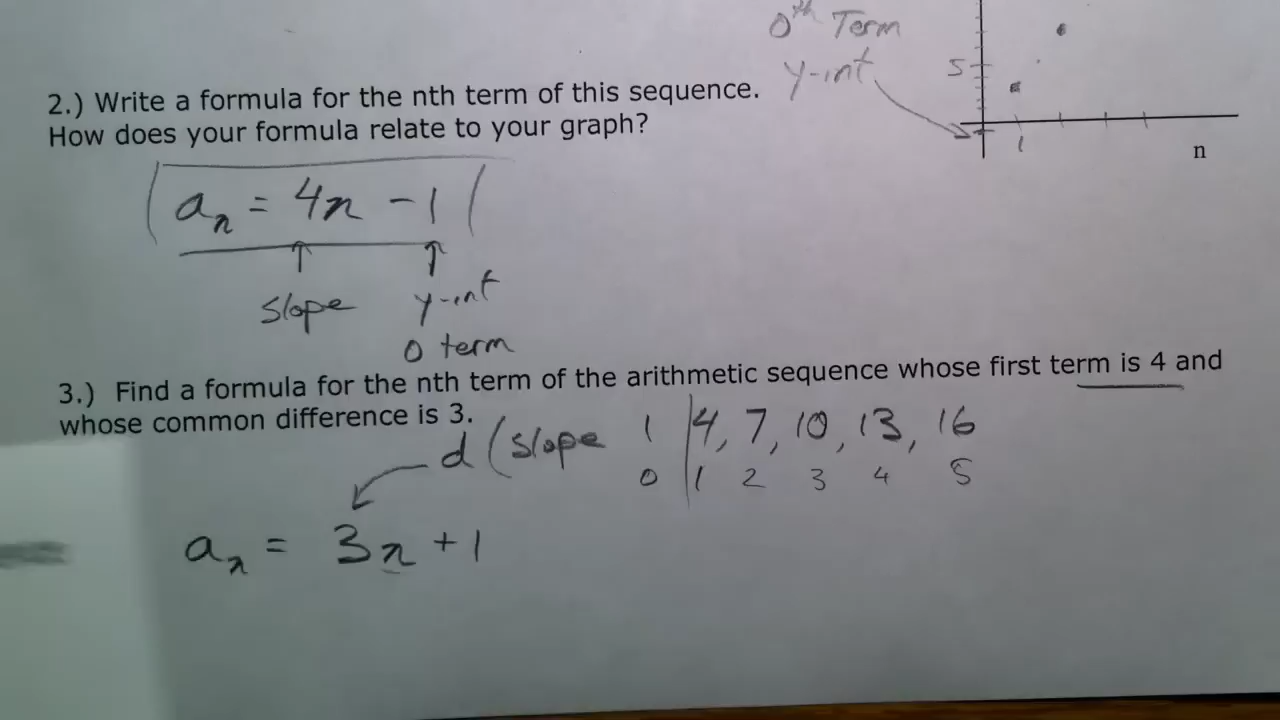 0th Term
y-int
5
1
n
2.) Write a formula for the nth term of this sequence.
How does your formula relate to your graph?
an = 4n - 1
slope y-int
0 term
3.) Find a formula for the nth term of the arithmetic sequence whose first term is 4 and
whose common difference is 3.
d (slope 1 | 4, 7, 10, 13, 16
0 1 2 3 4 5
an = 3n + 1